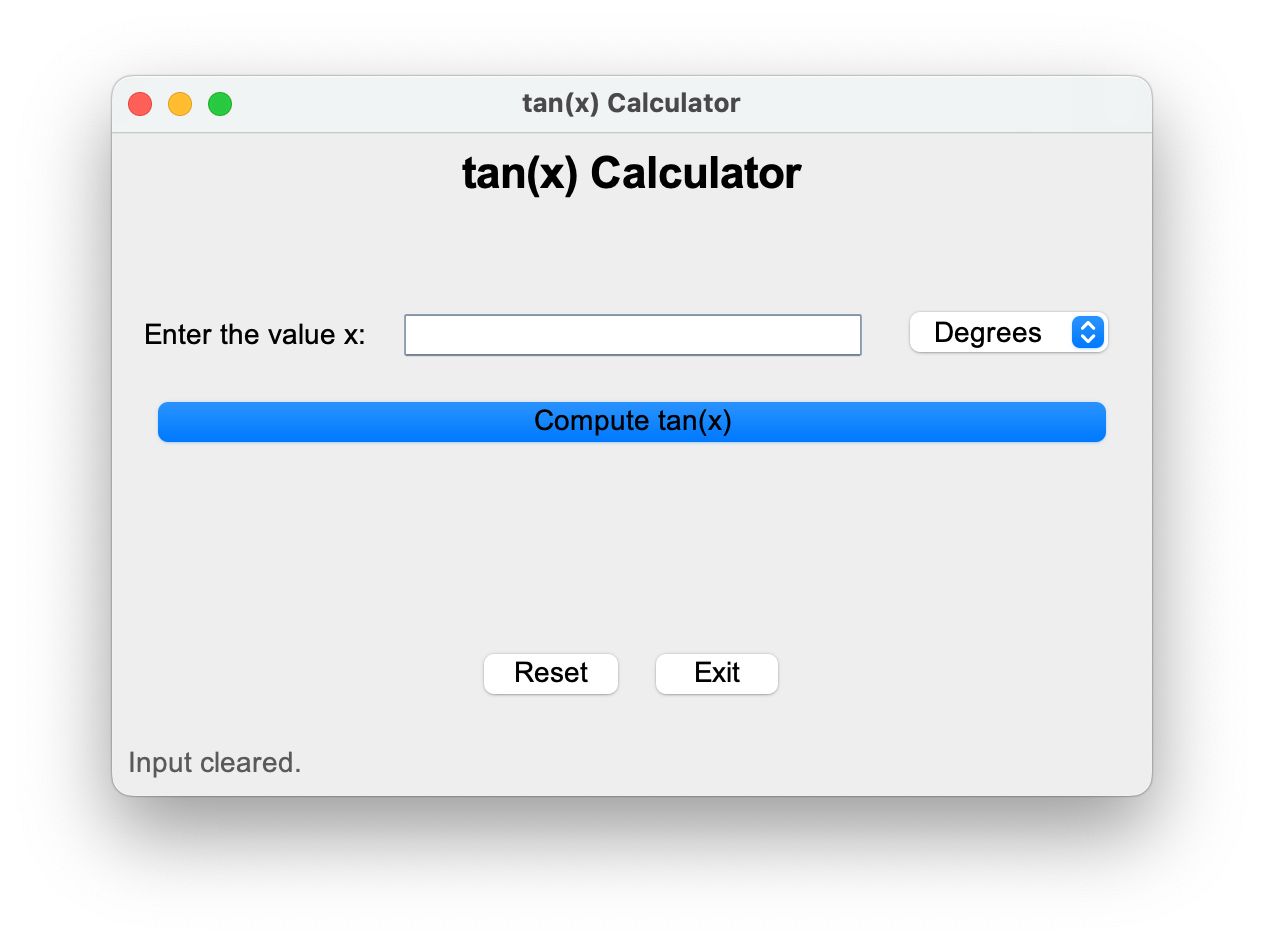 tan(x) Calculator
tan(x) Calculator
Enter the value x: Degrees
Compute tan(x)
Reset Exit
Input cleared.